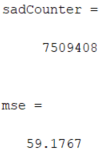 sadCounter =
7509408
mse =
59.1767